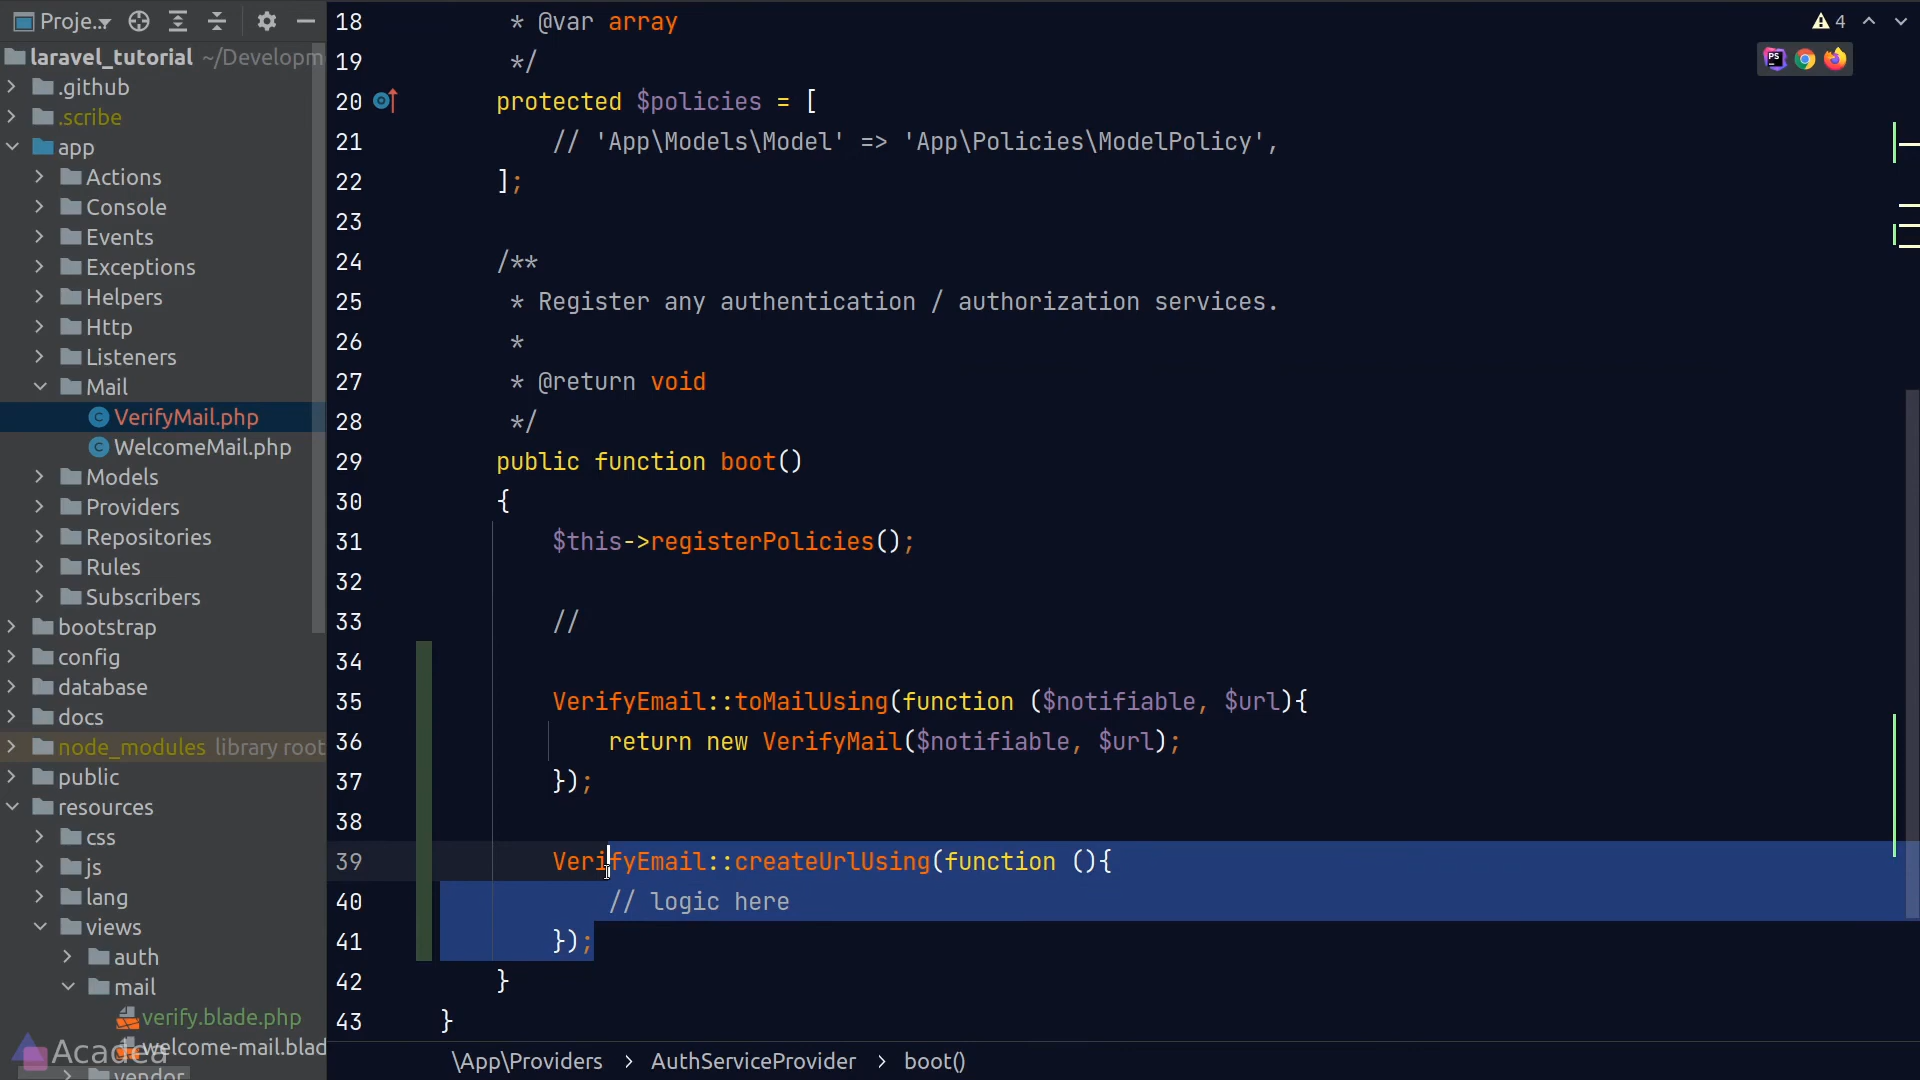 Proje...
laravel_tutorial ~/Developm
.github
.scribe
app
Actions
Console
Events
Exceptions
Helpers
Http
Listeners
Mail
VerifyMail.php
WelcomeMail.php
Models
Providers
Repositories
Rules
Subscribers
bootstrap
config
database
docs
node_modules library root
public
resources
css
js
lang
views
auth
mail
verify.blade.php
welcome-mail.blad
vendor
Acadea
4
PS
18 * @var array
19 */
20 protected $policies = [
21 // 'App\Models\Model' => 'App\Policies\ModelPolicy',
22 ];
23
24 /**
25 * Register any authentication / authorization services.
26 *
27 * @return void
28 */
29 public function boot()
30 {
31 $this->registerPolicies();
32
33 //
34
35 VerifyEmail::toMailUsing(function ($notifiable, $url){
36 return new VerifyMail($notifiable, $url);
37 });
38
39 VerifyEmail::createUrlUsing(function (){
40 // logic here
41 });
42 }
43 }
\App\Providers > AuthServiceProvider > boot()